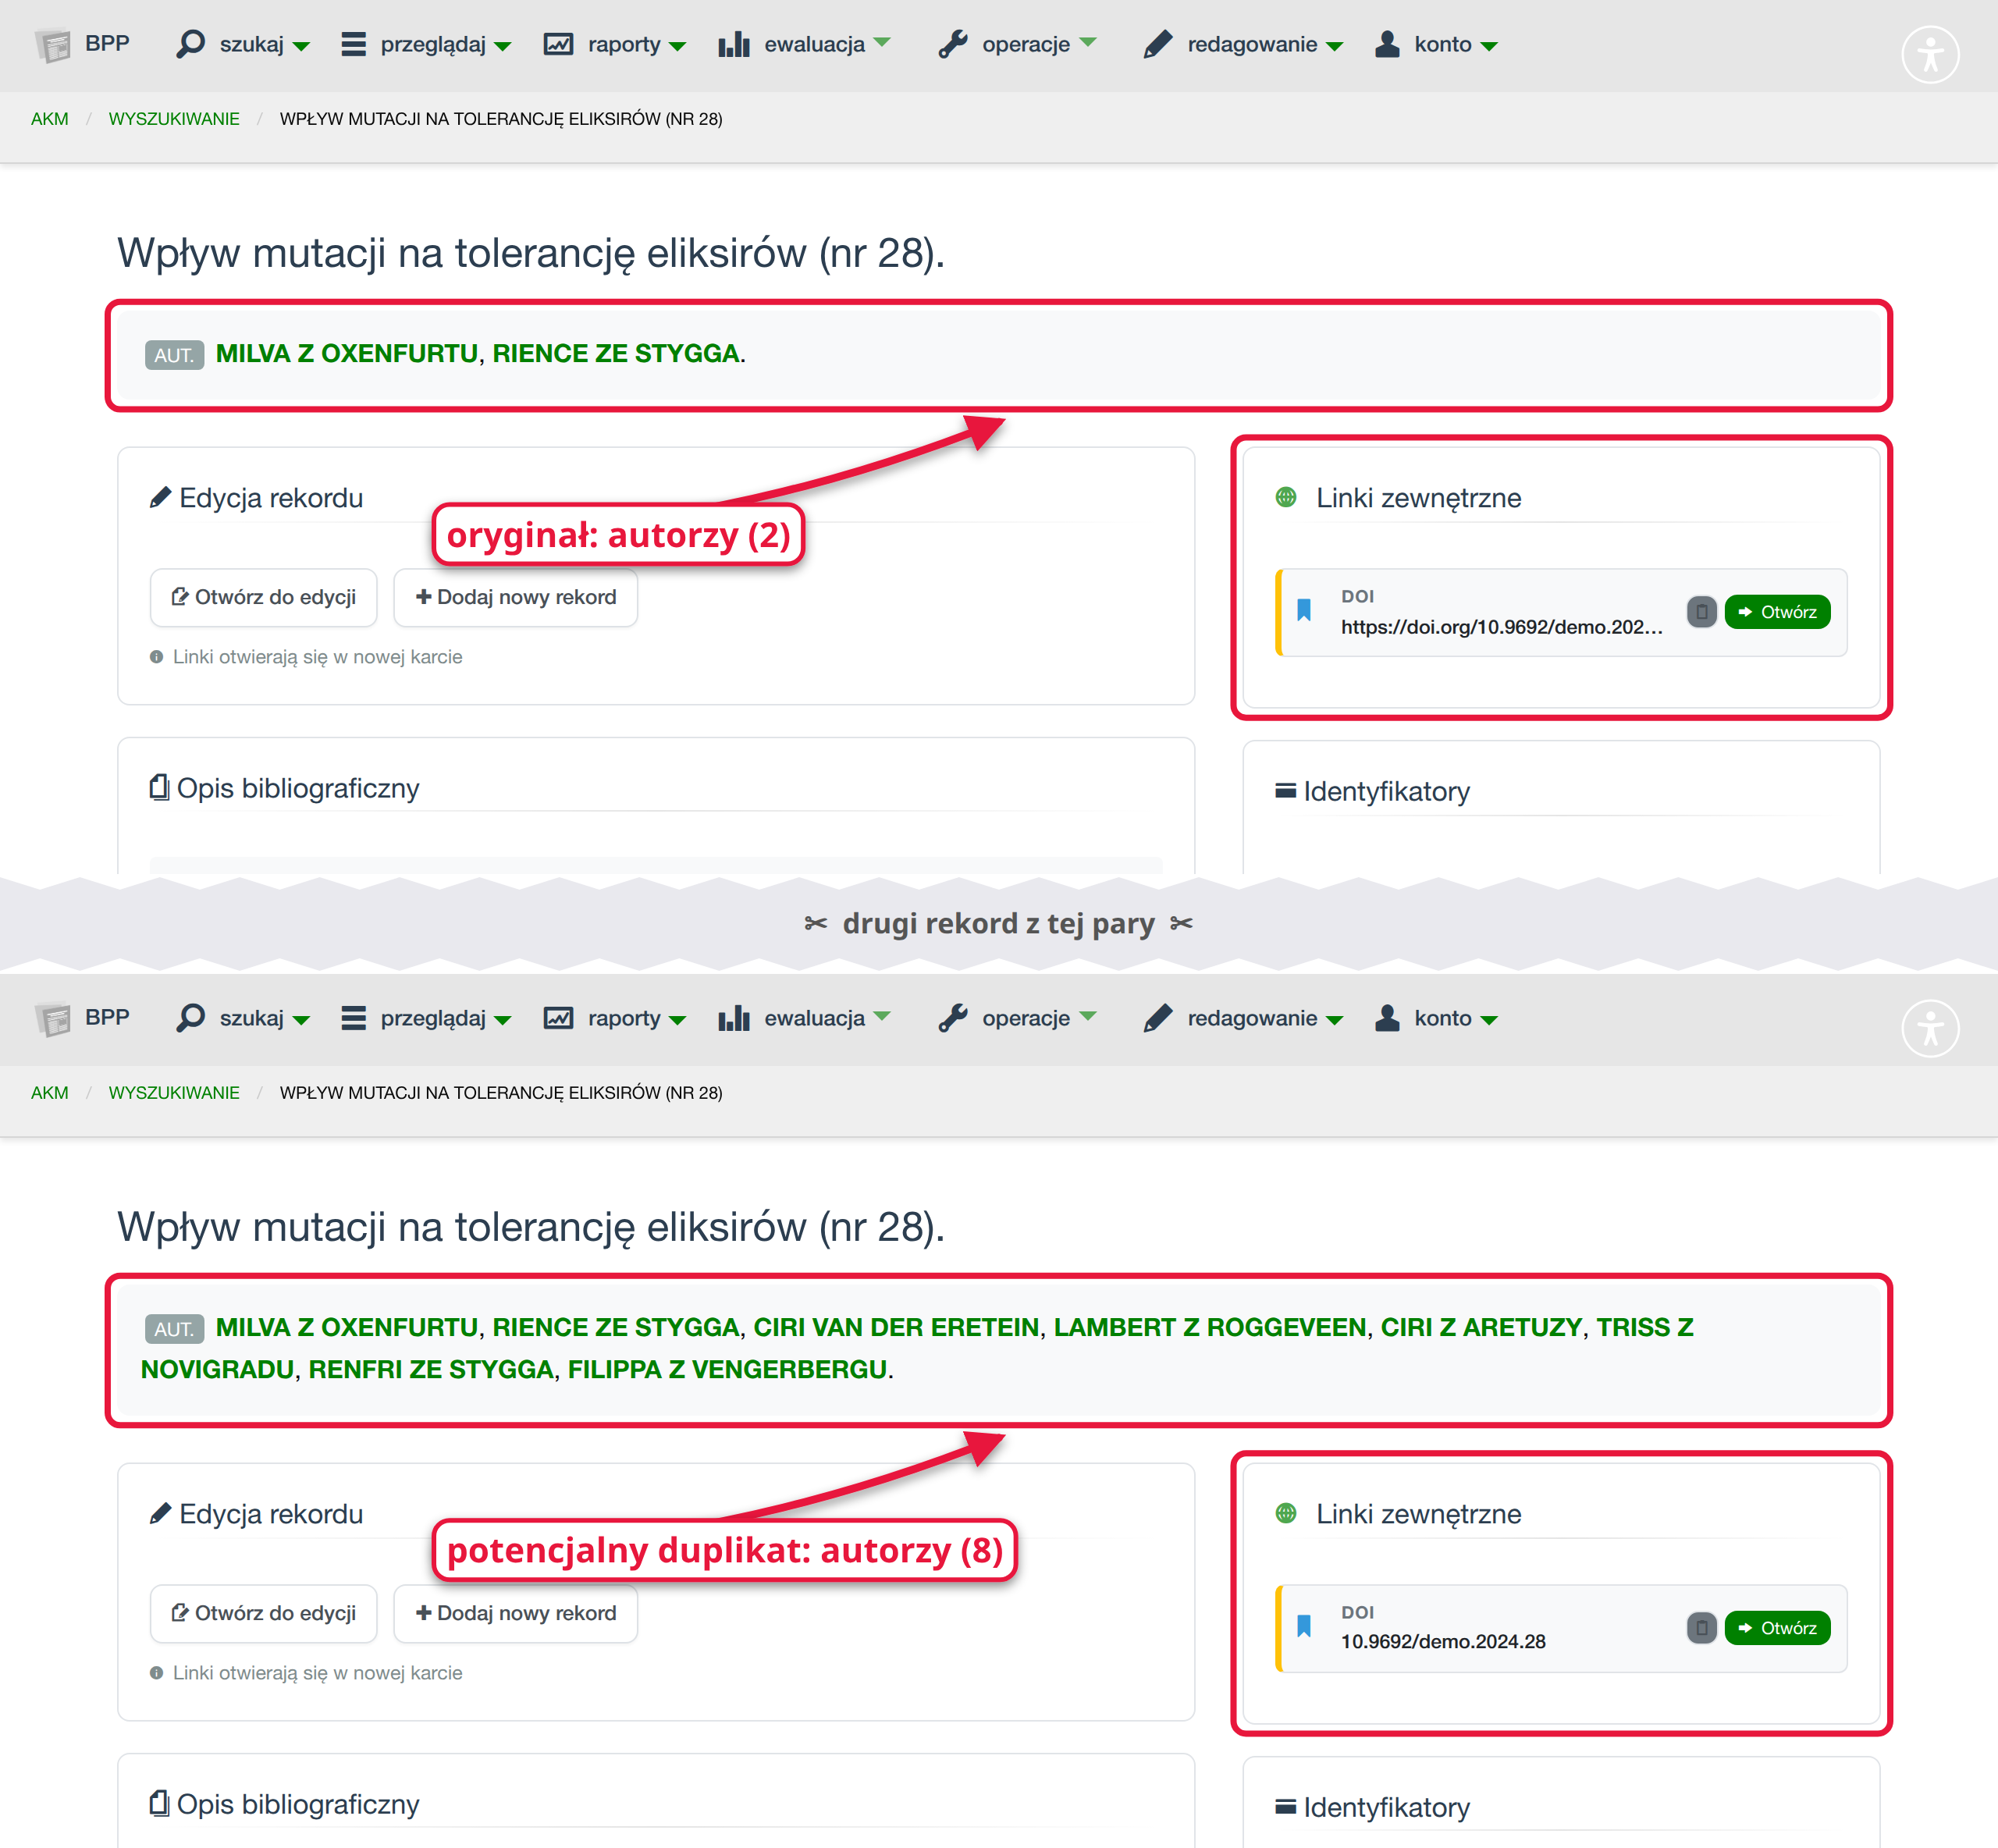 BPP szukaj przeglądaj raporty ewaluacja operacje redagowanie konto
AKM / WYSZUKIWANIE / WPŁYW MUTACJI NA TOLERANCJĘ ELIKSIRÓW (NR 28)
Wpływ mutacji na tolerancję eliksirów (nr 28).
AUT. MILVA Z OXENFURTU, RIENCE ZE STYGGA.
Edycja rekordu
oryginał: autorzy (2)
Otwórz do edycji
Dodaj nowy rekord
Linki otwierają się w nowej karcie
Linki zewnętrzne
DOI
https://doi.org/10.9692/demo.202...
Otwórz
Opis bibliograficzny
Identyfikatory
✂ drugi rekord z tej pary ✂
BPP szukaj przeglądaj raporty ewaluacja operacje redagowanie konto
AKM / WYSZUKIWANIE / WPŁYW MUTACJI NA TOLERANCJĘ ELIKSIRÓW (NR 28)
Wpływ mutacji na tolerancję eliksirów (nr 28).
AUT. MILVA Z OXENFURTU, RIENCE ZE STYGGA, CIRI VAN DER ERETEIN, LAMBERT Z ROGGEVEEN, CIRI Z ARETUZY, TRISS Z
NOVIGRADU, RENFRI ZE STYGGA, FILIPPA Z VENGERBERGU.
Edycja rekordu
potencjalny duplikat: autorzy (8)
Otwórz do edycji
Dodaj nowy rekord
Linki otwierają się w nowej karcie
Linki zewnętrzne
DOI
10.9692/demo.2024.28
Otwórz
Opis bibliograficzny
Identyfikatory